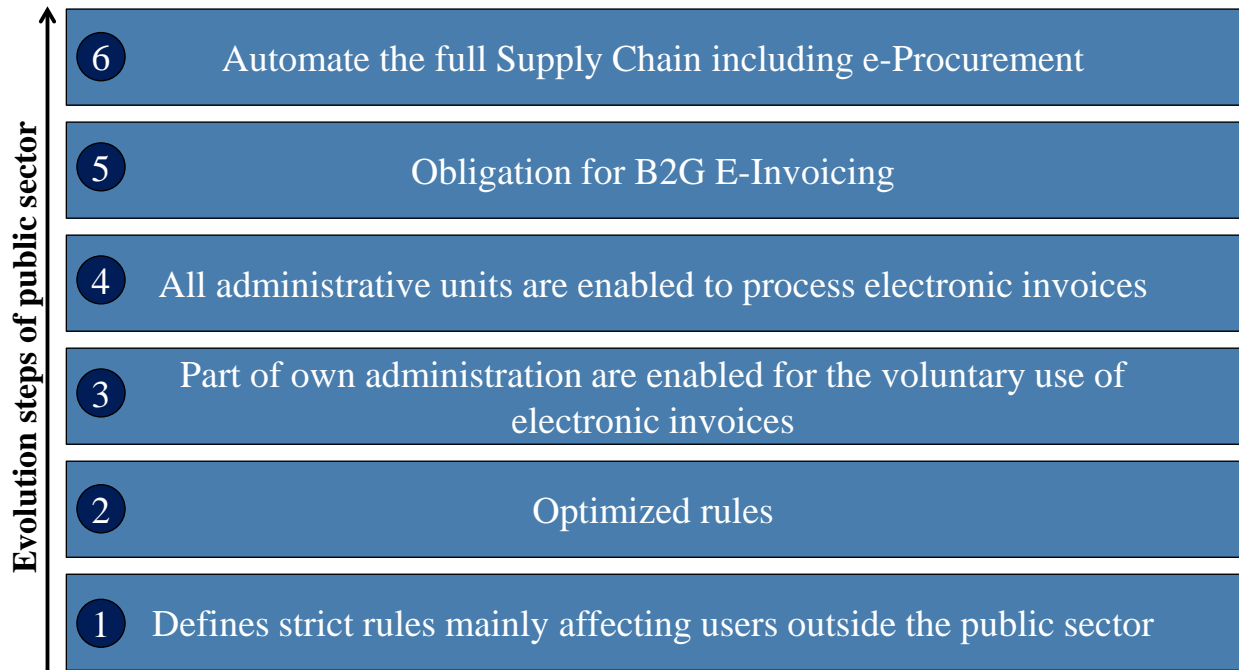 Evolution steps of public sector
6
Automate the full Supply Chain including e-Procurement
5
Obligation for B2G E-Invoicing
4
All administrative units are enabled to process electronic invoices
3
Part of own administration are enabled for the voluntary use of
electronic invoices
2
Optimized rules
1
Defines strict rules mainly affecting users outside the public sector